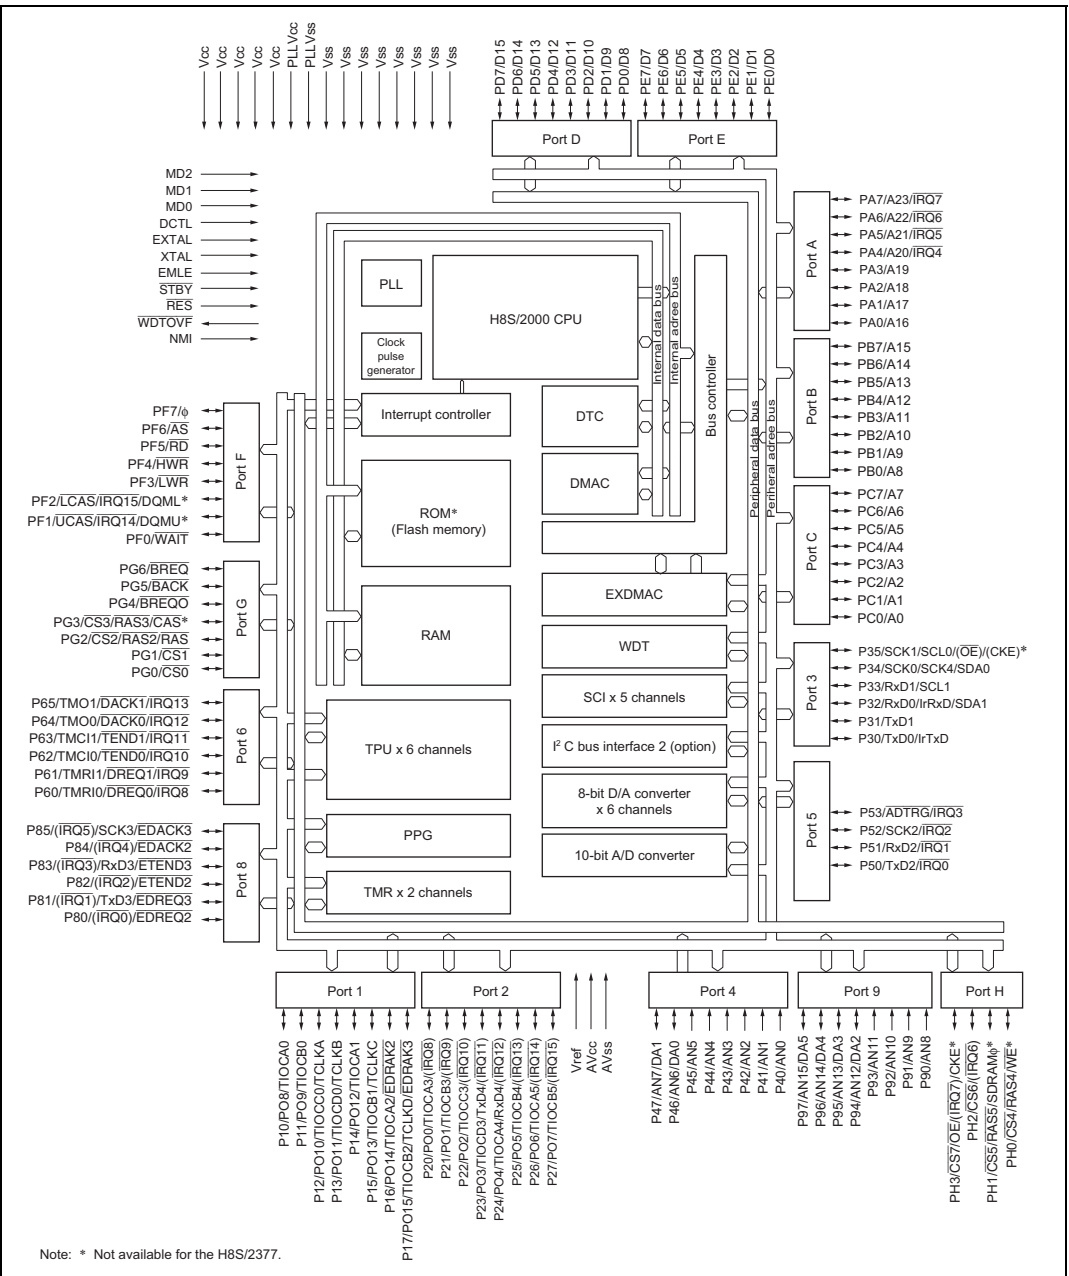 Vcc
Vcc
Vcc
Vcc
Vcc
PLLVcc
PLLVss
Vss
Vss
Vss
Vss
Vss
Vss
Vss
Vss
PD7/D15
PD6/D14
PD5/D13
PD4/D12
PD3/D11
PD2/D10
PD1/D9
PD0/D8
PE7/D7
PE6/D6
PE5/D5
PE4/D4
PE3/D3
PE2/D2
PE1/D1
PE0/D0
Port D
Port E
MD2
MD1
MD0
DCTL
EXTAL
XTAL
EMLE
STBY
RES
WDTOVF
NMI
PLL
Clock
pulse
generator
H8S/2000 CPU
Internal data bus
Internal adree bus
Bus controller
Peripheral data bus
Periheral adree bus
Port A
PA7/A23/IRQ7
PA6/A22/IRQ6
PA5/A21/IRQ5
PA4/A20/IRQ4
PA3/A19
PA2/A18
PA1/A17
PA0/A16
Port B
PB7/A15
PB6/A14
PB5/A13
PB4/A12
PB3/A11
PB2/A10
PB1/A9
PB0/A8
Interrupt controller
DTC
DMAC
ROM*
(Flash memory)
RAM
EXDMAC
WDT
SCI x 5 channels
I2 C bus interface 2 (option)
8-bit D/A converter
x 6 channels
10-bit A/D converter
TPU x 6 channels
PPG
TMR x 2 channels
PF7/ϕ
PF6/AS
PF5/RD
PF4/HWR
PF3/LWR
PF2/LCAS/IRQ15/DQML*
PF1/UCAS/IRQ14/DQMU*
PF0/WAIT
Port F
PG6/BREQ
PG5/BACK
PG4/BREQO
PG3/CS3/RAS3/CAS*
PG2/CS2/RAS2/RAS
PG1/CS1
PG0/CS0
Port G
P65/TMO1/DACK1/IRQ13
P64/TMO0/DACK0/IRQ12
P63/TMCI1/TEND1/IRQ11
P62/TMCI0/TEND0/IRQ10
P61/TMRI1/DREQ1/IRQ9
P60/TMRI0/DREQ0/IRQ8
Port 6
P85/(IRQ5)/SCK3/EDACK3
P84/(IRQ4)/EDACK2
P83/(IRQ3)/RxD3/ETEND3
P82/(IRQ2)/ETEND2
P81/(IRQ1)/TxD3/EDREQ3
P80/(IRQ0)/EDREQ2
Port 8
Port C
PC7/A7
PC6/A6
PC5/A5
PC4/A4
PC3/A3
PC2/A2
PC1/A1
PC0/A0
Port 3
P35/SCK1/SCL0/(OE)/(CKE)*
P34/SCK0/SCK4/SDA0
P33/RxD1/SCL1
P32/RxD0/IrRxD/SDA1
P31/TxD1
P30/TxD0/IrTxD
Port 5
P53/ADTRG/IRQ3
P52/SCK2/IRQ2
P51/RxD2/IRQ1
P50/TxD2/IRQ0
Port 1
Port 2
Port 4
Port 9
Port H
P10/PO8/TIOCA0
P11/PO9/TIOCB0
P12/PO10/TIOCC0/TCLKA
P13/PO11/TIOCD0/TCLKB
P14/PO12/TIOCA1
P15/PO13/TIOCB1/TCLKC
P16/PO14/TIOCA2/EDRAK2
P17/PO15/TIOCB2/TCLKD/EDRAK3
P20/PO0/TIOCA3/(IRQ8)
P21/PO1/TIOCB3/(IRQ9)
P22/PO2/TIOCC3/(IRQ10)
P23/PO3/TIOCD3/TxD4/(IRQ11)
P24/PO4/TIOCA4/RxD4/(IRQ12)
P25/PO5/TIOCB4/(IRQ13)
P26/PO6/TIOCA5/(IRQ14)
P27/PO7/TIOCB5/(IRQ15)
Vref
AVcc
AVss
P47/AN7/DA1
P46/AN6/DA0
P45/AN5
P44/AN4
P43/AN3
P42/AN2
P41/AN1
P40/AN0
P97/AN15/DA5
P96/AN14/DA4
P95/AN13/DA3
P94/AN12/DA2
P93/AN11
P92/AN10
P91/AN9
P90/AN8
PH3/CS7/OE/(IRQ7)/CKE*
PH2/CS6/(IRQ6)
PH1/CS5/RAS5/SDRAMϕ*
PH0/CS4/RAS4/WE*
Note: * Not available for the H8S/2377.